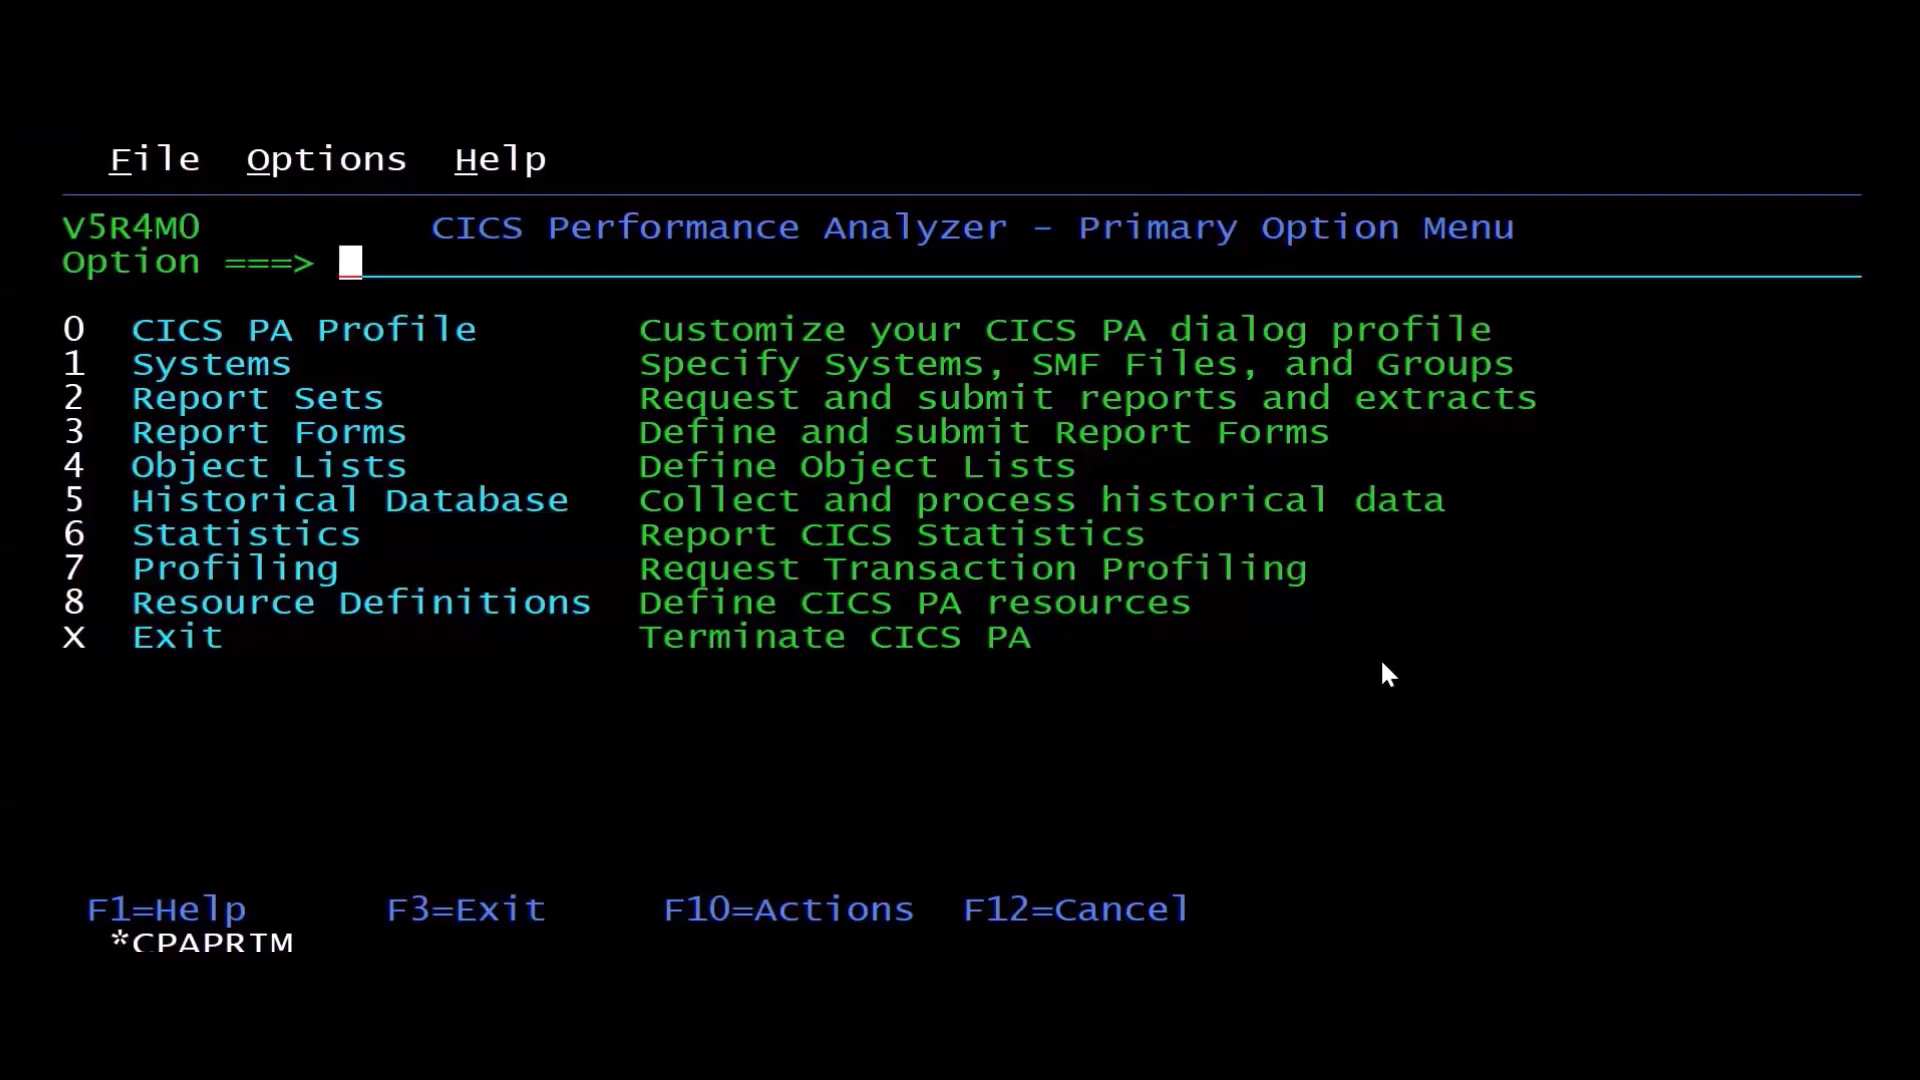 File Options Help
V5R4M0 CICS Performance Analyzer - Primary Option Menu
Option ===>
0 CICS PA Profile Customize your CICS PA dialog profile
1 Systems Specify Systems, SMF Files, and Groups
2 Report Sets Request and submit reports and extracts
3 Report Forms Define and submit Report Forms
4 Object Lists Define Object Lists
5 Historical Database Collect and process historical data
6 Statistics Report CICS Statistics
7 Profiling Request Transaction Profiling
8 Resource Definitions Define CICS PA resources
X Exit Terminate CICS PA
F1=Help F3=Exit F10=Actions F12=Cancel
*CPAPRTM